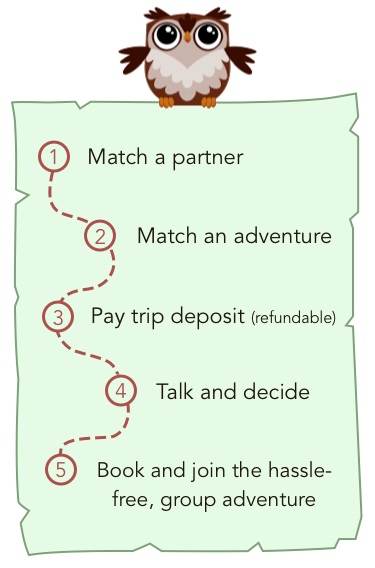 1 Match a partner
2 Match an adventure
3 Pay trip deposit (refundable)
4 Talk and decide
5 Book and join the hassle-
free, group adventure